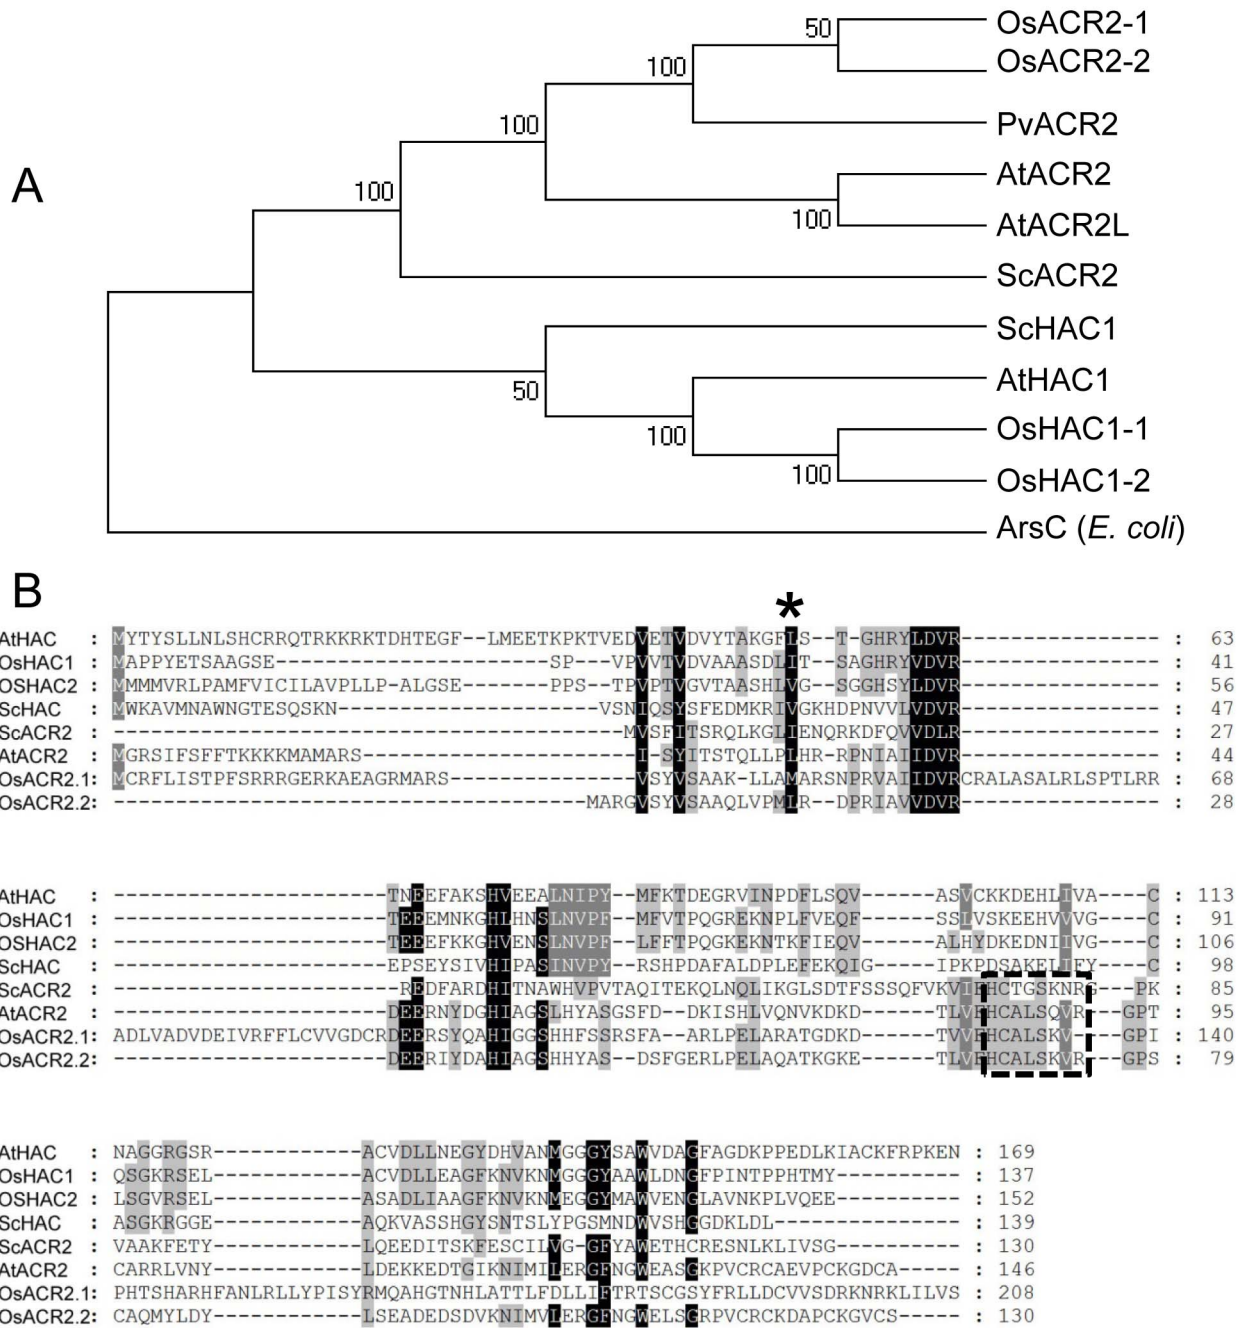 50
OsACR2-1
OsACR2-2
100
PvACR2
100
AtACR2
100
AtACR2L
A
100
ScACR2
ScHAC1
50
AtHAC1
100
OsHAC1-1
100
OsHAC1-2
ArsC (E. coli)
B
*
AtHAC : MYTYSLLNLSHCRRQTRKKRKTDHTEGF--LMEETKPKTVEDVETVDVYTAKGFLS--T-GHRYLDVR---------------- : 63
OsHAC1 : MAPPYETSAAGSE----------------------SP---VPVVTVDVAAASDLIT--SAGHRYVDVR---------------- : 41
OSHAC2 : MMMMVRLPAMFVICILAVPLLP-ALGSE-------PPS--TPVPTVGVTAASHLVG--SGGHSYLDVR---------------- : 56
ScHAC : MWKAVMNAWNGTESQSKN---------------------VSNIQSYSFEDMKRIVGKHDPNVVLVDVR---------------- : 47
ScACR2 : -----------------------------------------MVSFITSRQLKGLIENQRKDFQVVDLR---------------- : 27
AtACR2 : MGRSIFSFFTKKKKMAMARS----------------------I-SYITSTQLLPLHR--RPNIAIIDVR---------------- : 44
OsACR2.1: MCRFLISTPFSRRRGERKAEAGRMARS---------------VSYVSAAK-LLAMARSNPRVAIIDVRCRALASALRLSPTLRR : 68
OsACR2.2: --------------------------------------MARGVSYVSAAQLVPMLR--DPRIAVVDVR---------------- : 28
AtHAC : ----------------------TNEEFAKSHVEEALNIPY--MFKTDEGRVINPDFLSQV------ASVCKKDEHLIVA----C : 113
OsHAC1 : ----------------------TEEEMNKGHLHNSLNVPF--MFVTPQGREKNPLFVEQF------SSLVSKEEHVVVG----C : 91
OSHAC2 : ----------------------TEEEFKKGHVENSLNVPF--LFFTPQGKEKNTKFIEQV------ALHYDKEDNIIVG----C : 106
ScHAC : ----------------------EPSEYSIVHIPASINVPY--RSHPDAFALDPLEFEKQIG-----IPKPDSAKELIFY----C : 98
ScACR2 : -----------------------REDFARDHITNAWHVPVTAQITEKQLNQLIKGLSDTFSSSQFVKVIFHCTGSKNRG---PK : 85
AtACR2 : ----------------------DEERNYDGHIAGSLHYASGSFD--DKISHLVQNVKDKD------TLVFHCALSQVR---GPT : 95
OsACR2.1: ADLVADVDEIVRFFLCVVGDCRDEERSYQAHIGGSHHFSSRSFA--ARLPELARATGDKD------TVVFHCALSKVR---GPI : 140
OsACR2.2: ----------------------DEERIYDAHIAGSHHYAS--DSFGERLPELAQATKGKE------TLVFHCALSKVR---GPS : 79
AtHAC : NAGGRGSR------------ACVDLLNEGYDHVANMGGGYSAWVDAGFAGDKPPEDLKIACKFRPKEN : 169
OsHAC1 : QSGKRSEL------------ACVDLLEAGFKNVKNMGGGYAAWLDNGFPINTPPHTMY---------- : 137
OSHAC2 : LSGVRSEL------------ASADLIAAGFKNVKNMEGGYMAWVENGLAVNKPLVQEE---------- : 152
ScHAC : ASGKRGGE------------AQKVASSHGYSNTSLYPGSMNDWVSHGGDKLDL--------------- : 139
ScACR2 : VAAKFETY------------LQEEDITSKFESCILVG-GFYAWETHCRESNLKLIVSG---------- : 130
AtACR2 : CARRLVNY------------LDEKKEDTGIKNIMILERGFNGWEASGKPVCRCAEVPCKGDCA----- : 146
OsACR2.1: PHTSHARHFANLRLLYPISYRMQAHGTNHLATTLFDLLIFTRTSCGSYFRLLDCVVSDRKNRKLILVS : 208
OsACR2.2: CAQMYLDY------------LSEADEDSDVKNIMVLERGFNGWELSGRPVCRCKDAPCKGVCS----- : 130